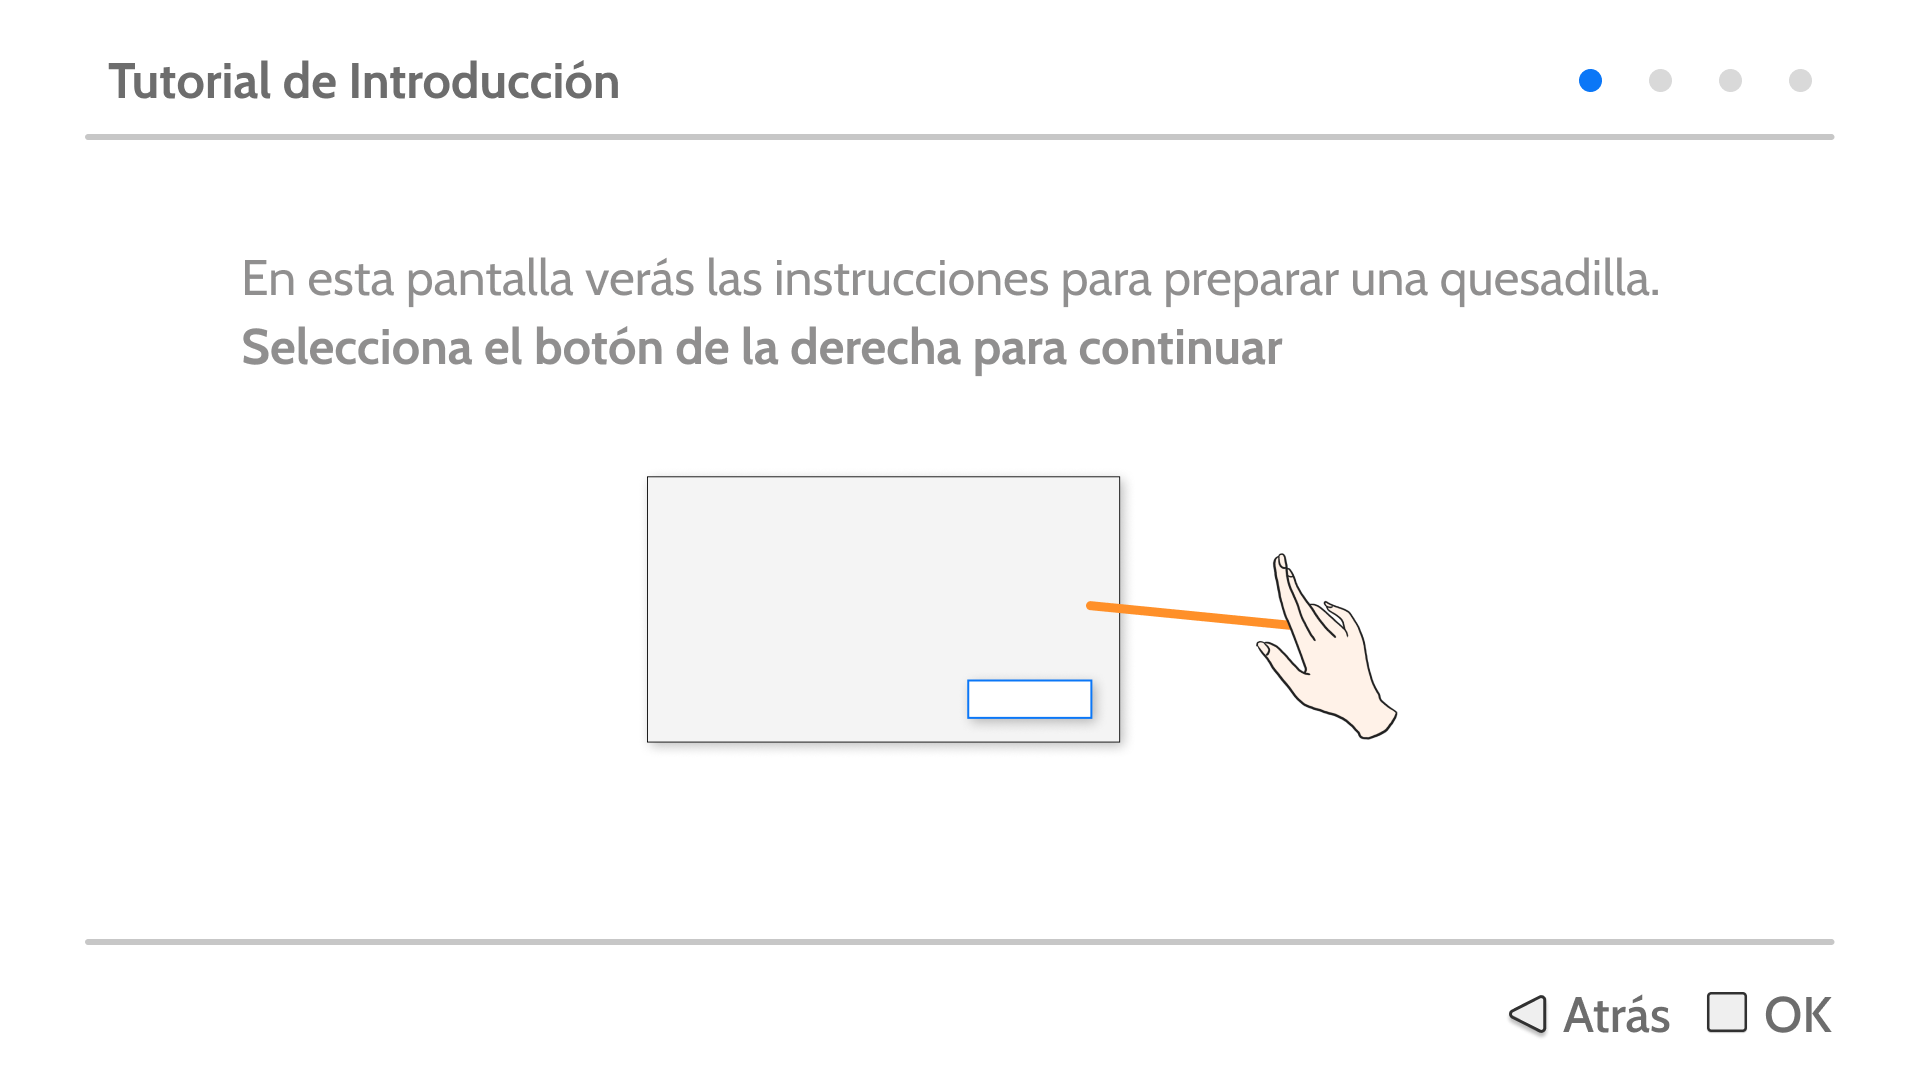 Tutorial de Introducción
En esta pantalla verás las instrucciones para preparar una quesadilla.
Selecciona el botón de la derecha para continuar
Atrás OK